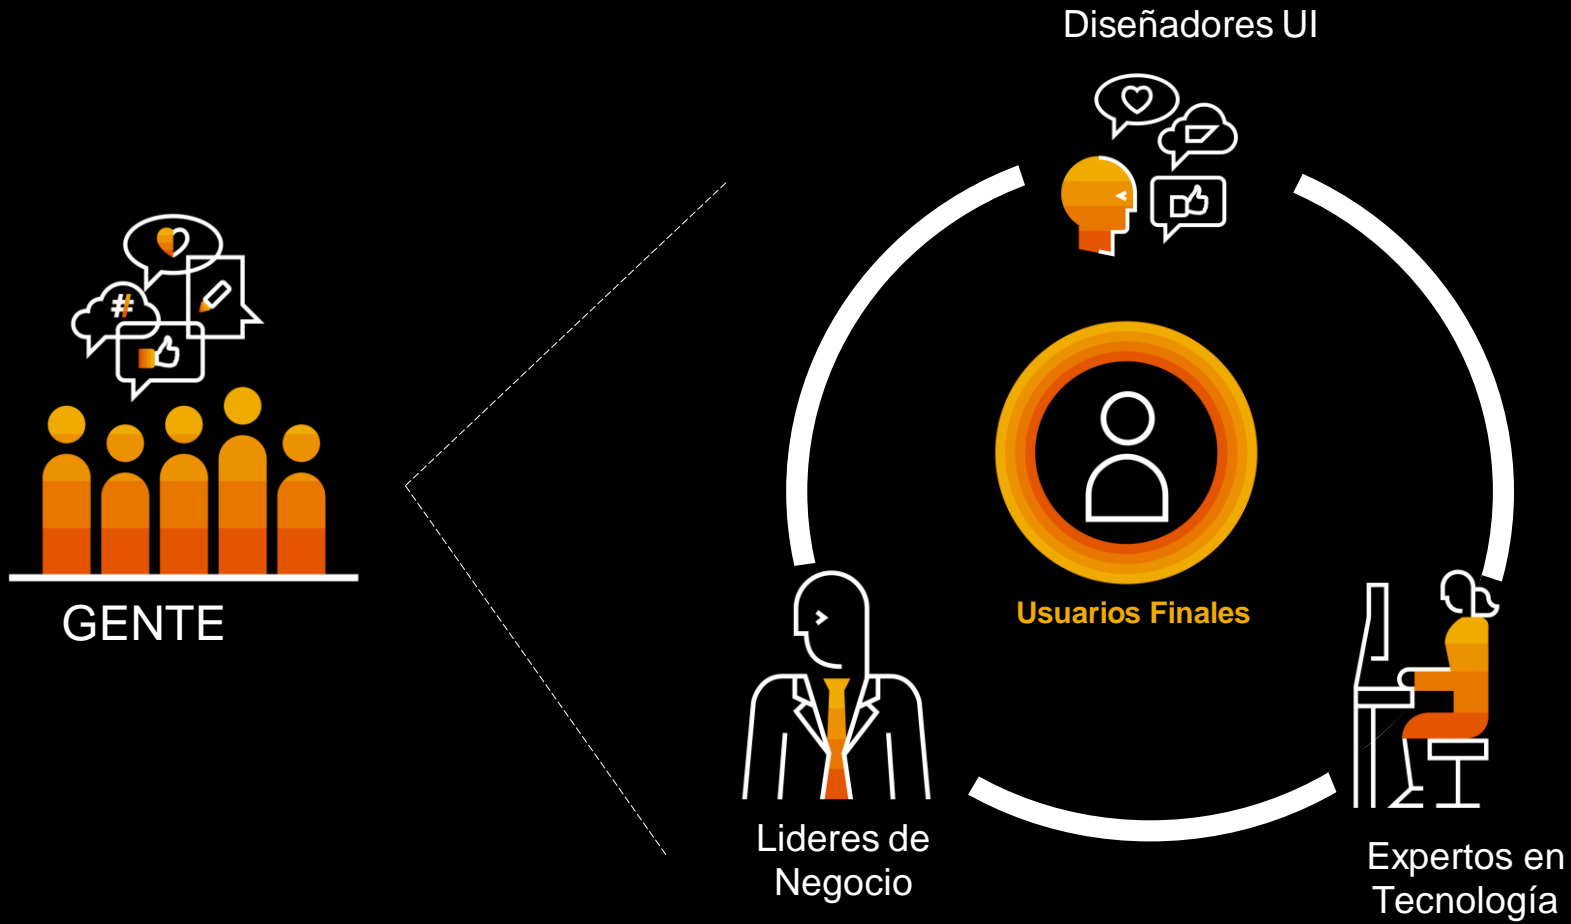 Diseñadores UI
#
GENTE
Usuarios Finales
Lideres de
Negocio
Expertos en
Tecnología